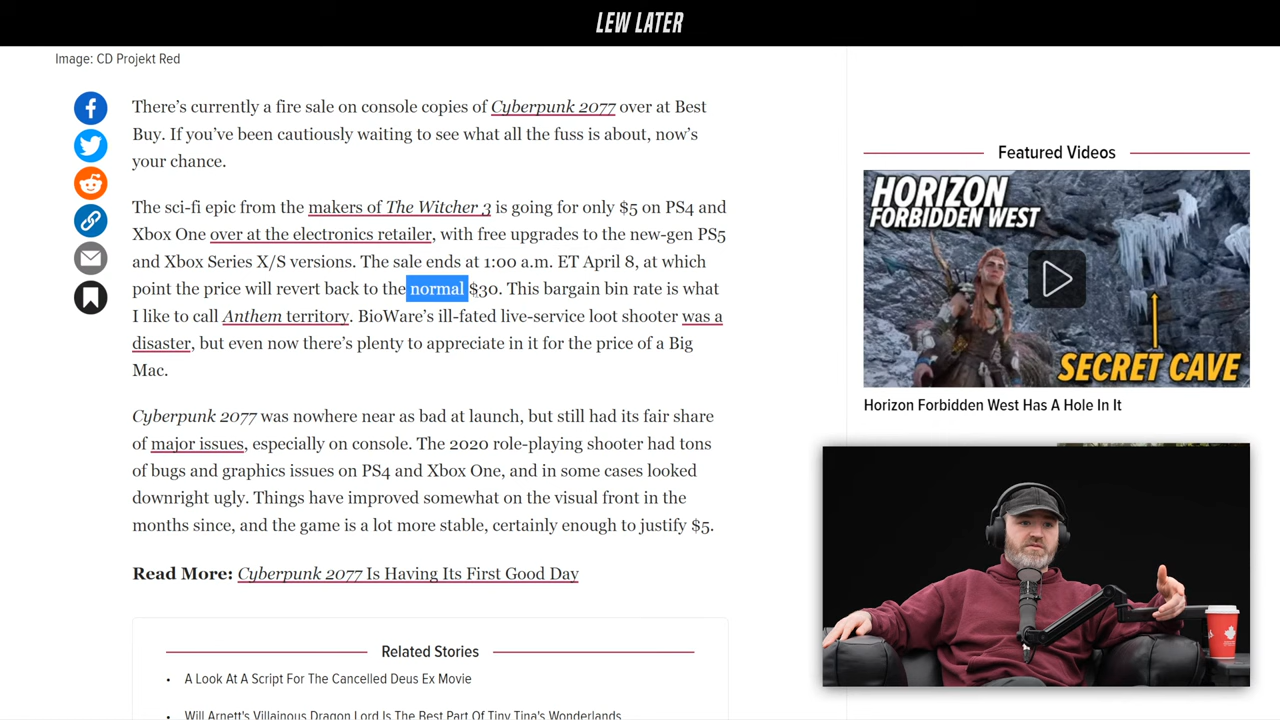 LEW LATER
Image: CD Projekt Red
There’s currently a fire sale on console copies of Cyberpunk 2077 over at Best
Buy. If you’ve been cautiously waiting to see what all the fuss is about, now’s
your chance.
The sci-fi epic from the makers of The Witcher 3 is going for only $5 on PS4 and
Xbox One over at the electronics retailer, with free upgrades to the new-gen PS5
and Xbox Series X/S versions. The sale ends at 1:00 a.m. ET April 8, at which
point the price will revert back to the normal $30. This bargain bin rate is what
I like to call Anthem territory. BioWare’s ill-fated live-service loot shooter was a
disaster, but even now there’s plenty to appreciate in it for the price of a Big
Mac.
Cyberpunk 2077 was nowhere near as bad at launch, but still had its fair share
of major issues, especially on console. The 2020 role-playing shooter had tons
of bugs and graphics issues on PS4 and Xbox One, and in some cases looked
downright ugly. Things have improved somewhat on the visual front in the
months since, and the game is a lot more stable, certainly enough to justify $5.
Read More: Cyberpunk 2077 Is Having Its First Good Day
Related Stories
• A Look At A Script For The Cancelled Deus Ex Movie
• Will Arnett's Villainous Dragon Lord Is The Best Part Of Tiny Tina's Wonderlands
Featured Videos
HORIZON
FORBIDDEN WEST
SECRET CAVE
Horizon Forbidden West Has A Hole In It